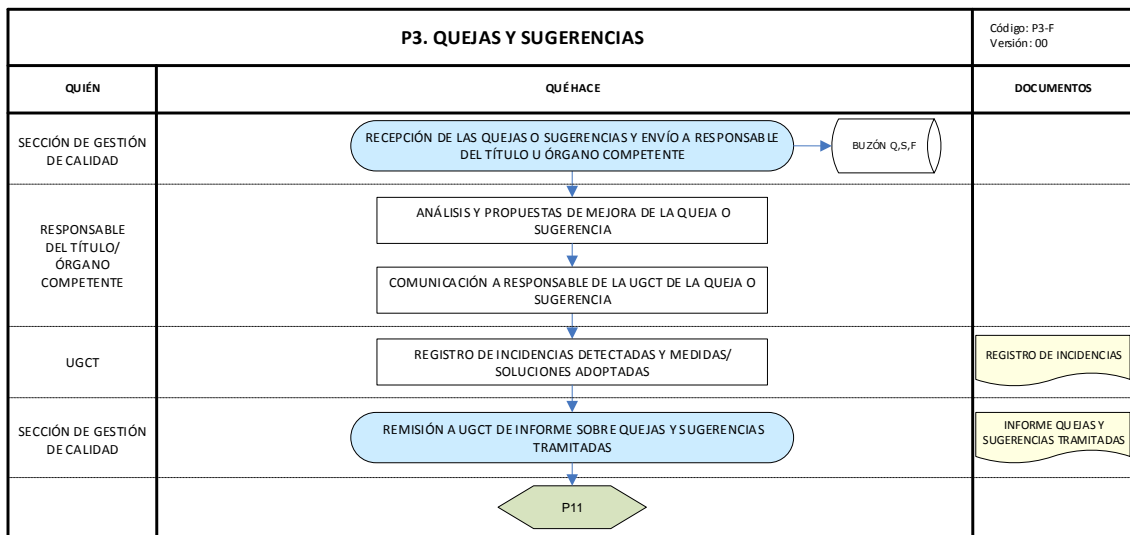 P3. QUEJAS Y SUGERENCIAS
Código: P3-F
Versión: 00
QUIÉN
QUÉ HACE
DOCUMENTOS
SECCIÓN DE GESTIÓN
DE CALIDAD
RECEPCIÓN DE LAS QUEJAS O SUGERENCIAS Y ENVÍO A RESPONSABLE
DEL TÍTULO U ÓRGANO COMPETENTE
BUZÓN Q,S,F
RESPONSABLE
DEL TÍTULO/
ÓRGANO
COMPETENTE
ANÁLISIS Y PROPUESTAS DE MEJORA DE LA QUEJA O
SUGERENCIA
COMUNICACIÓN A RESPONSABLE DE LA UGCT DE LA QUEJA O
SUGERENCIA
UGCT
REGISTRO DE INCIDENCIAS DETECTADAS Y MEDIDAS/
SOLUCIONES ADOPTADAS
REGISTRO DE INCIDENCIAS
SECCIÓN DE GESTIÓN
DE CALIDAD
REMISIÓN A UGCT DE INFORME SOBRE QUEJAS Y SUGERENCIAS
TRAMITADAS
INFORME QUEJAS Y
SUGERENCIAS TRAMITADAS
P11